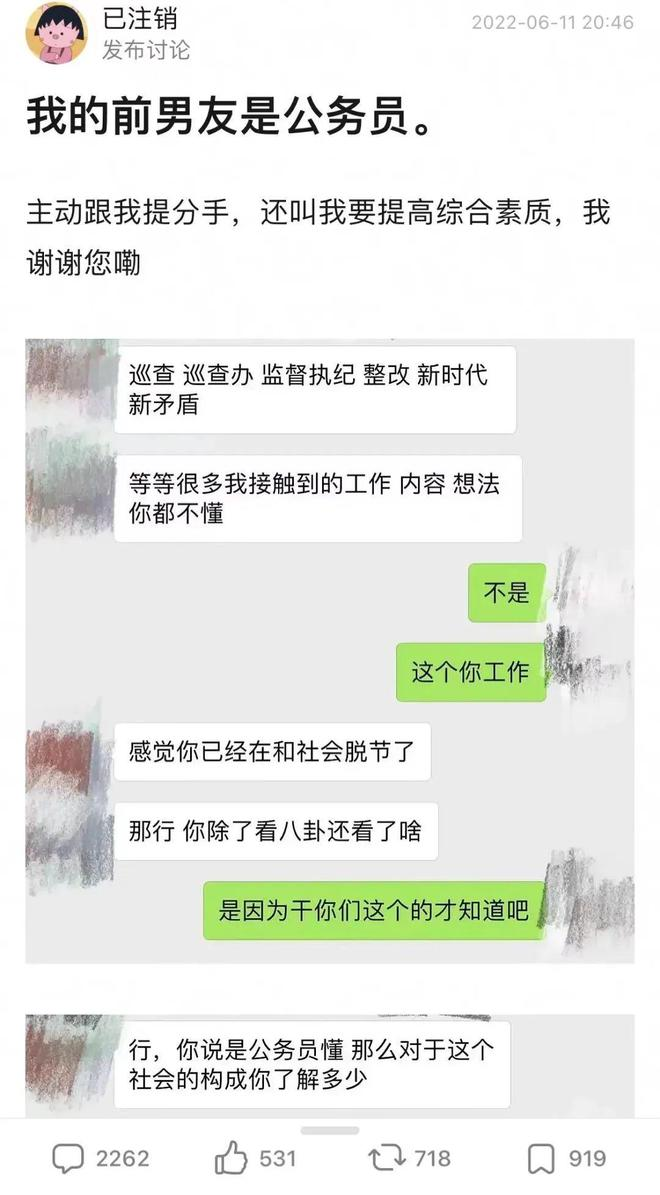 已注销
2022-06-11 20:46
发布讨论
我的前男友是公务员。
主动跟我提分手，还叫我要提高综合素质，我
谢谢您嘞
巡查 巡查办 监督执纪 整改 新时代
新矛盾
等等很多我接触到的工作 内容 想法
你都不懂
不是
这个你工作
感觉你已经在和社会脱节了
那行 你除了看八卦还看了啥
是因为干你们这个的才知道吧
行，你说是公务员懂 那么对于这个
社会的构成你了解多少
2262
531
718
919